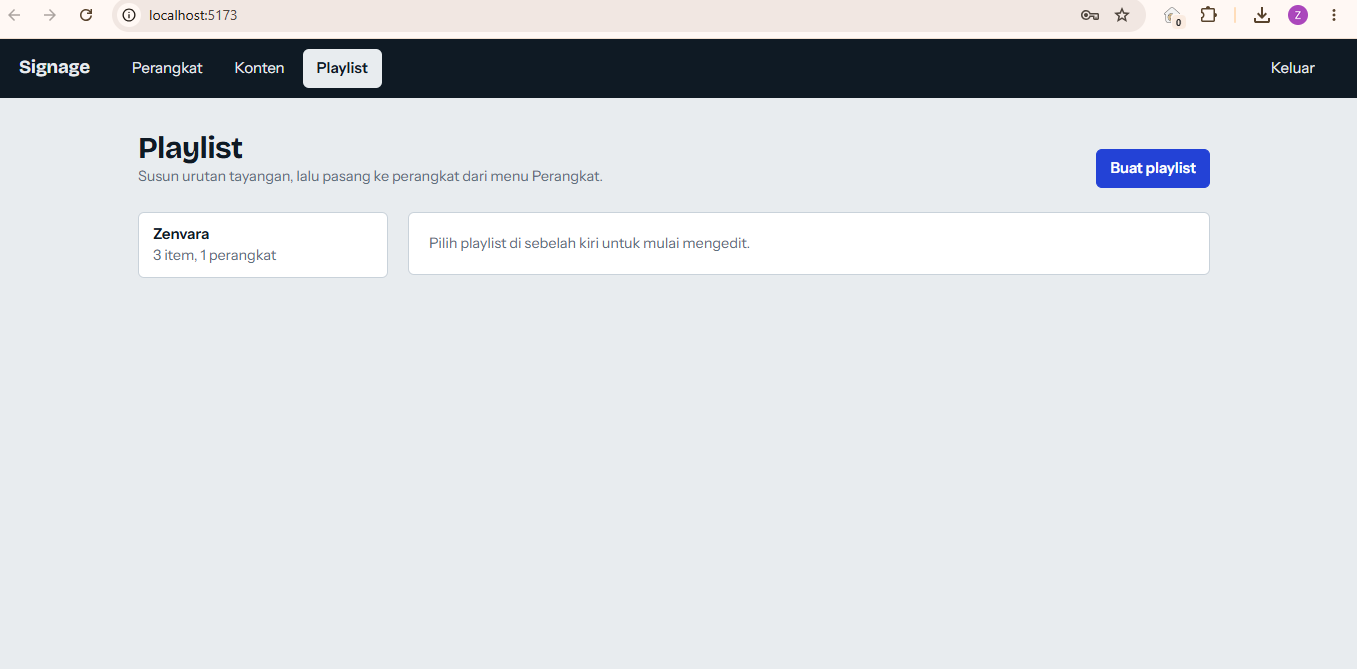 localhost:5173
0
Z
Signage
Perangkat
Konten
Playlist
Keluar
Playlist
Susun urutan tayangan, lalu pasang ke perangkat dari menu Perangkat.
Buat playlist
Zenvara
3 item, 1 perangkat
Pilih playlist di sebelah kiri untuk mulai mengedit.